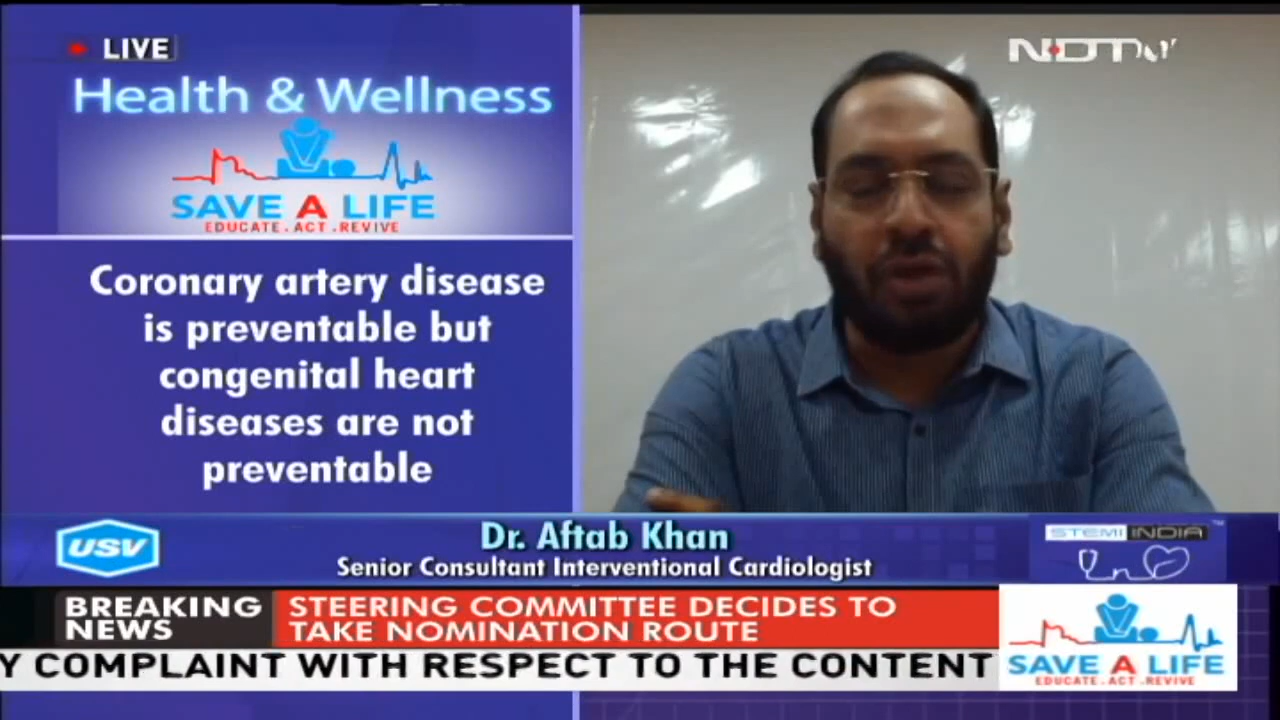 LIVE
NDTV
Health & Wellness
SAVE A LIFE
EDUCATE . ACT . REVIVE
Coronary artery disease
is preventable but
congenital heart
diseases are not
preventable
USV
Dr. Aftab Khan
Senior Consultant Interventional Cardiologist
STEMI INDIA ™
BREAKING
NEWS
STEERING COMMITTEE DECIDES TO
TAKE NOMINATION ROUTE
Y COMPLAINT WITH RESPECT TO THE CONTENT
SAVE A LIFE
EDUCATE . ACT . REVIVE